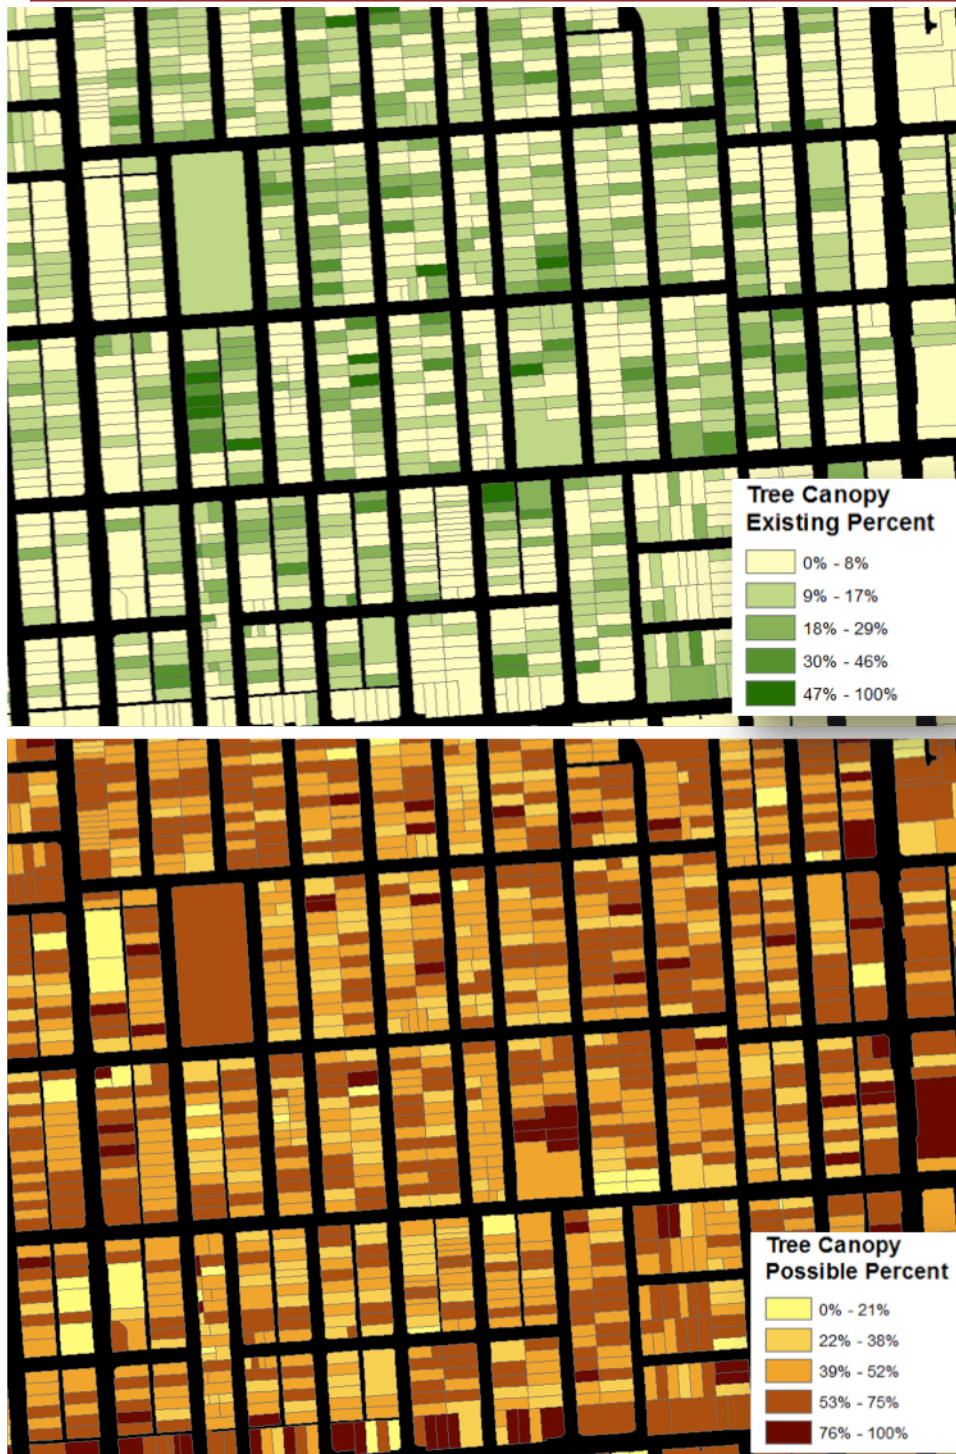 Tree Canopy
Existing Percent
0% - 8%
9% - 17%
18% - 29%
30% - 46%
47% - 100%
Tree Canopy
Possible Percent
0% - 21%
22% - 38%
39% - 52%
53% - 75%
76% - 100%